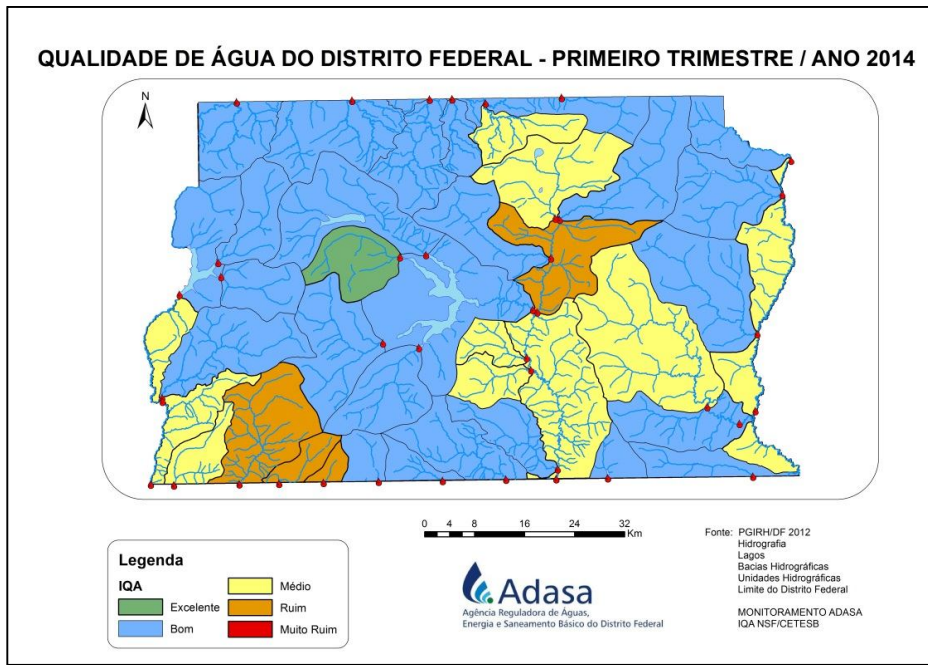 QUALIDADE DE ÁGUA DO DISTRITO FEDERAL - PRIMEIRO TRIMESTRE / ANO 2014
N
0 4 8 16 24 32
Km
Legenda
IQA
Excelente
Bom
Médio
Ruim
Muito Ruim
Adasa
Agência Reguladora de Águas,
Energia e Saneamento Básico do Distrito Federal
Fonte: PGIRH/DF 2012
Hidrografia
Lagos
Bacias Hidrográficas
Unidades Hidrográficas
Limite do Distrito Federal
MONITORAMENTO ADASA
IQA NSF/CETESB